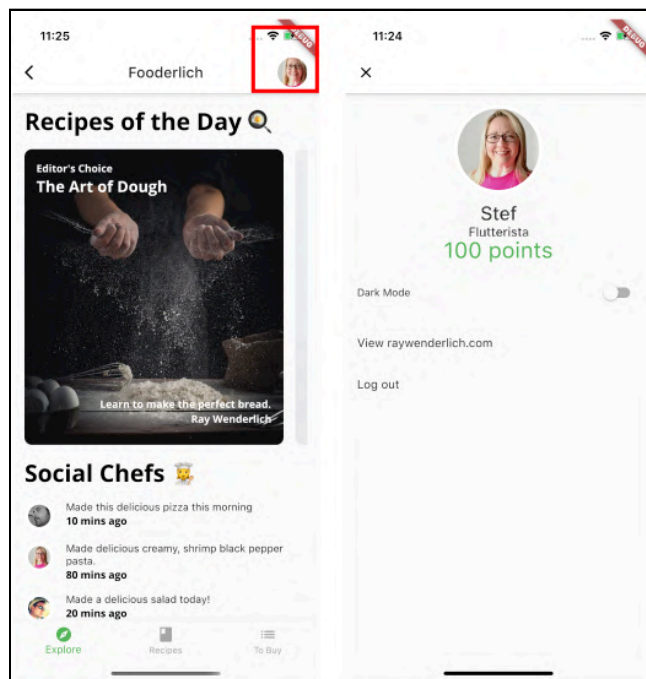 11:25
DEBUG
Fooderlich
Recipes of the Day
Editor's Choice
The Art of Dough
Learn to make the perfect bread.
Ray Wenderlich
Social Chefs
Made this delicious pizza this morning
10 mins ago
Made delicious creamy, shrimp black pepper
pasta.
80 mins ago
Made a delicious salad today!
20 mins ago
Explore Recipes To Buy
11:24
DEBUG
Stef
Flutterista
100 points
Dark Mode
View raywenderlich.com
Log out